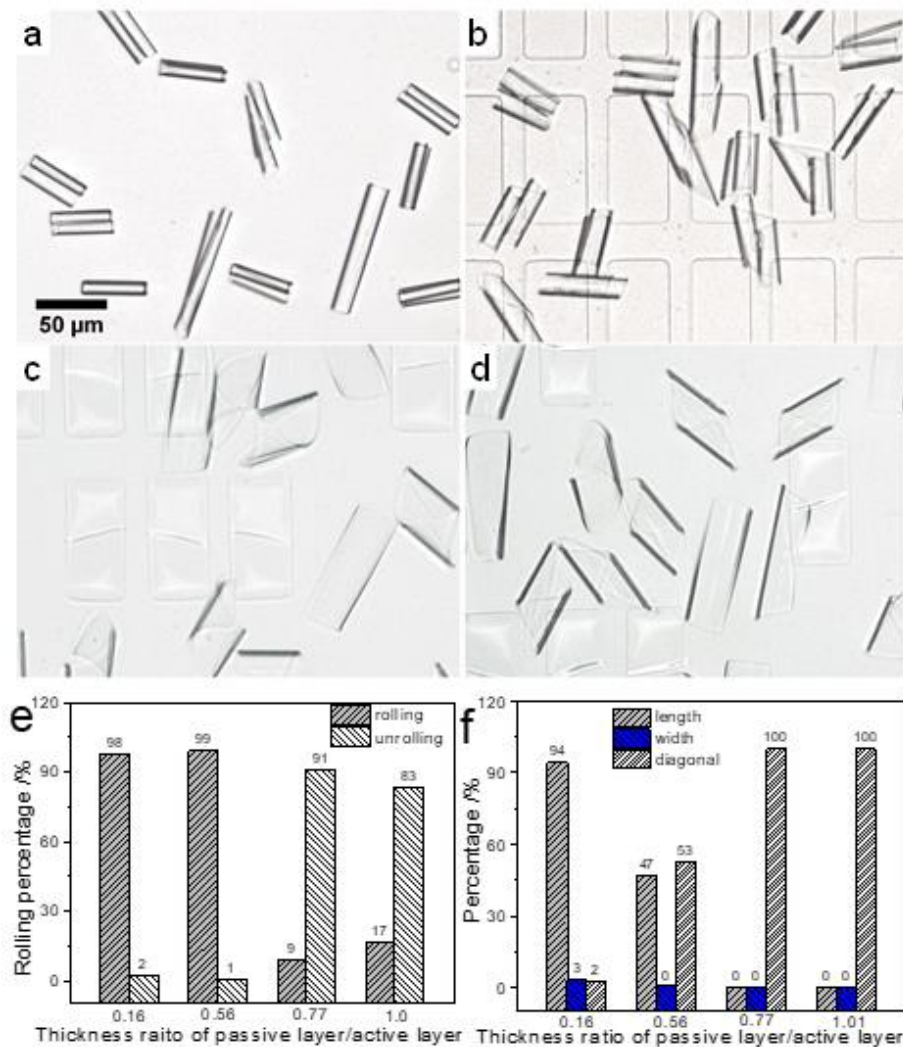 a
b
50 µm
c
d
e
120
90
60
30
0
Rolling percentage /%
rolling
unrolling
98
2
99
1
9
91
17
83
0.16
0.56
0.77
1.0
Thickness raito of passive layer/active layer
f
120
90
60
30
0
Percentage /%
length
width
diagonal
94
3
2
47
0
53
0
0
100
0
0
100
0.16
0.56
0.77
1.01
Thickness ratio of passive layer/active layer